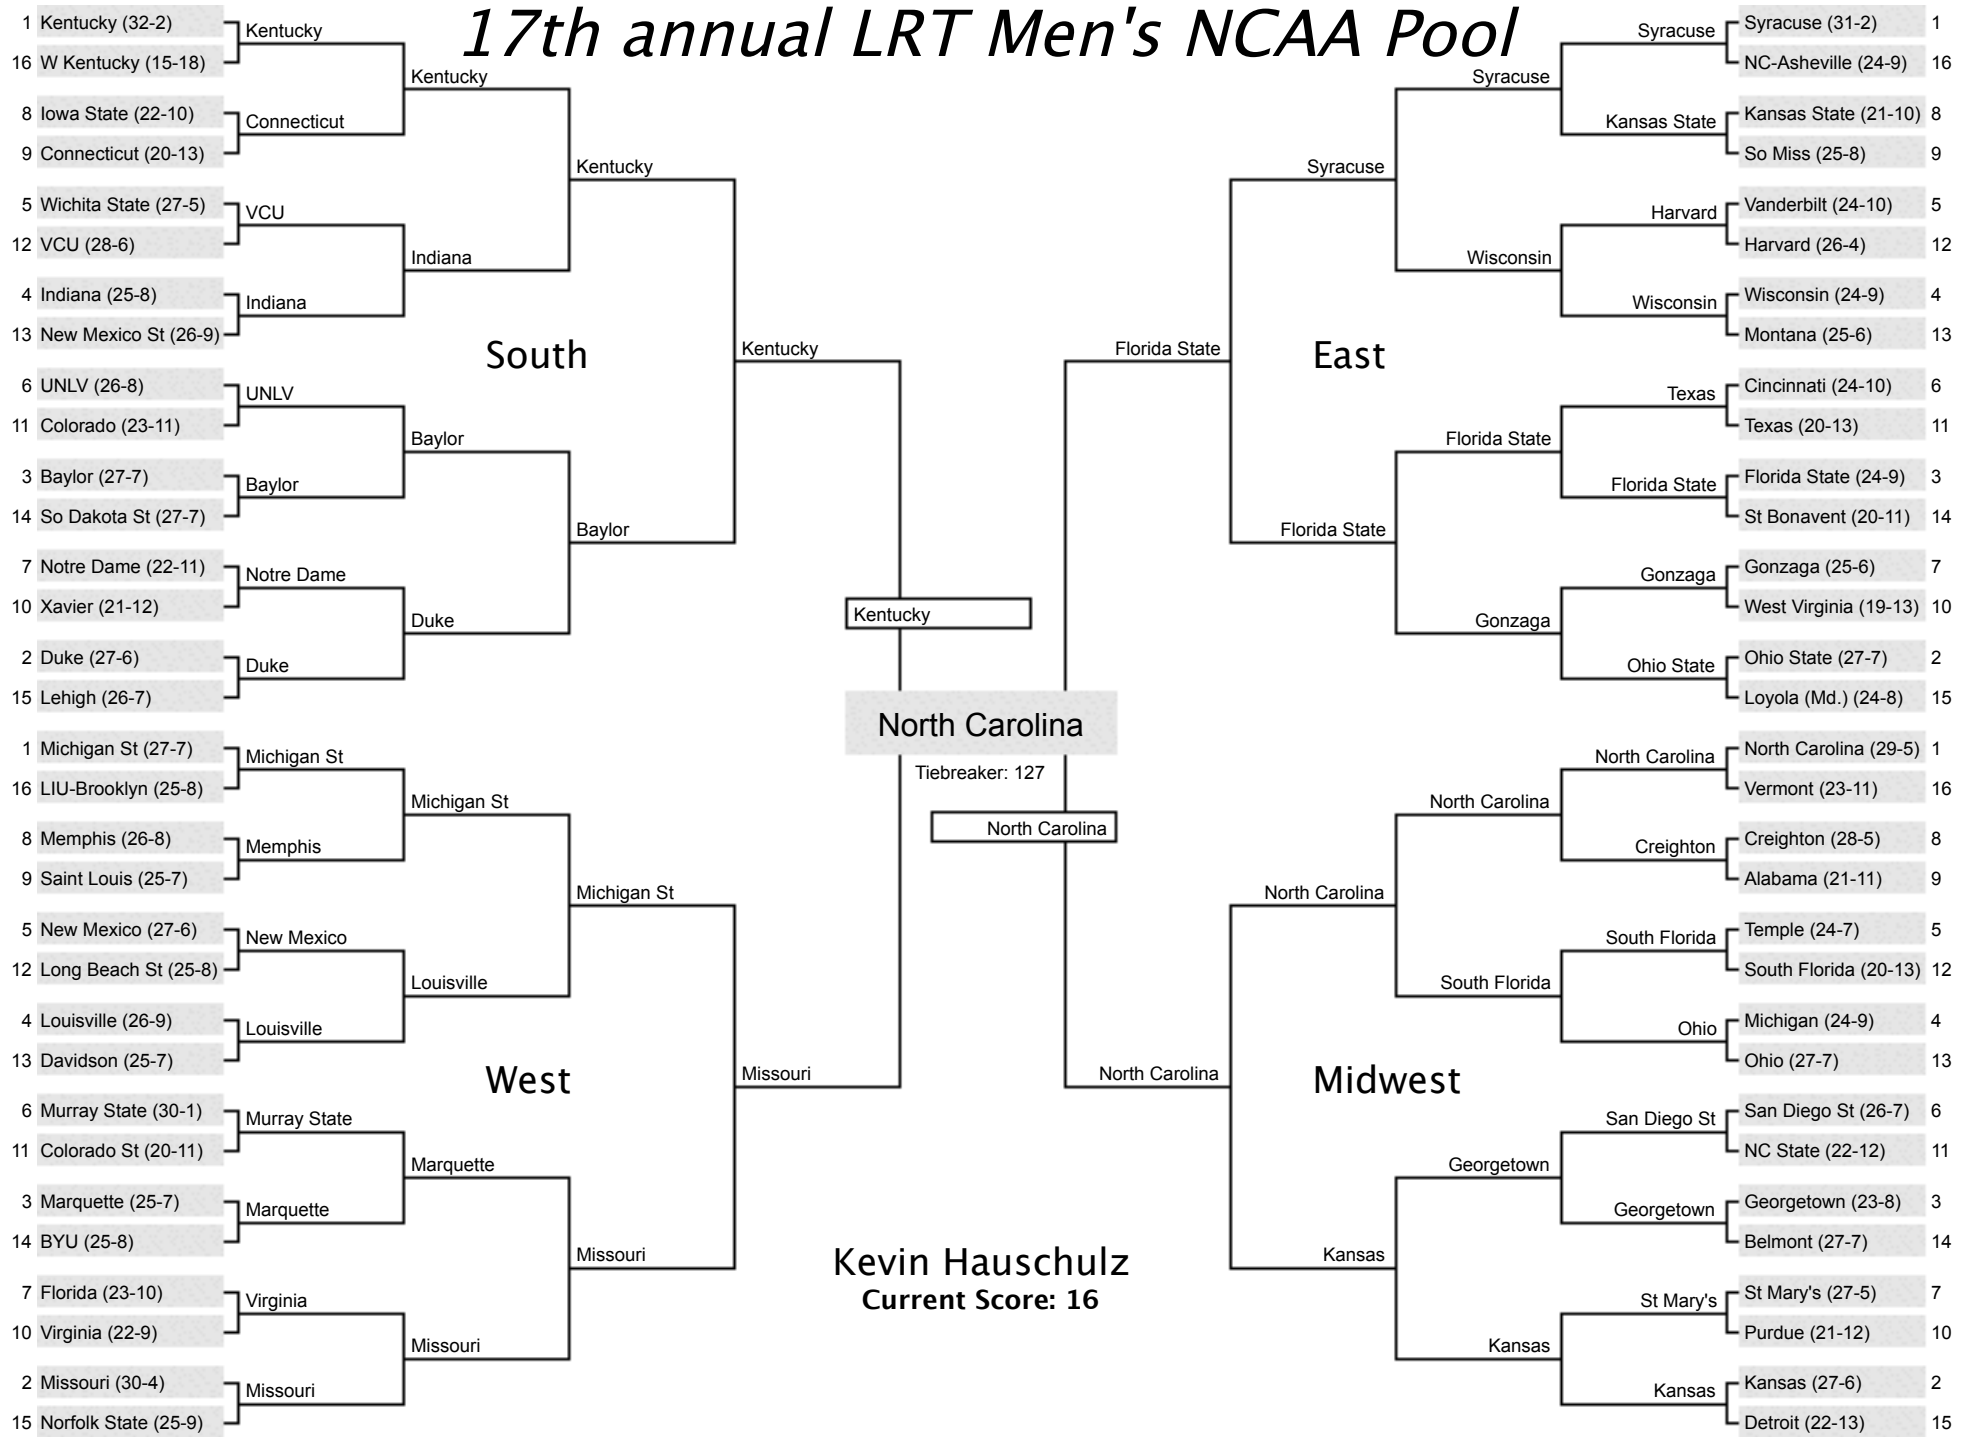 17th annual LRT Men's NCAA Pool
1 Kentucky (32-2)
16 W Kentucky (15-18)
8 Iowa State (22-10)
9 Connecticut (20-13)
5 Wichita State (27-5)
12 VCU (28-6)
4 Indiana (25-8)
13 New Mexico St (26-9)
6 UNLV (26-8)
11 Colorado (23-11)
3 Baylor (27-7)
14 So Dakota St (27-7)
7 Notre Dame (22-11)
10 Xavier (21-12)
2 Duke (27-6)
15 Lehigh (26-7)
Kentucky
Connecticut
VCU
Indiana
UNLV
Baylor
Notre Dame
Duke
Kentucky
Indiana
Baylor
Duke
Kentucky
Baylor
Kentucky
South
1 Michigan St (27-7)
16 LIU-Brooklyn (25-8)
8 Memphis (26-8)
9 Saint Louis (25-7)
5 New Mexico (27-6)
12 Long Beach St (25-8)
4 Louisville (26-9)
13 Davidson (25-7)
6 Murray State (30-1)
11 Colorado St (20-11)
3 Marquette (25-7)
14 BYU (25-8)
7 Florida (23-10)
10 Virginia (22-9)
2 Missouri (30-4)
15 Norfolk State (25-9)
Michigan St
Memphis
New Mexico
Louisville
Murray State
Marquette
Virginia
Missouri
Michigan St
Louisville
Marquette
Missouri
Michigan St
Missouri
Missouri
West
Kentucky
North Carolina
Tiebreaker: 127
North Carolina
Kevin Hauschulz
Current Score: 16
Syracuse (31-2) 1
NC-Asheville (24-9) 16
Kansas State (21-10) 8
So Miss (25-8) 9
Vanderbilt (24-10) 5
Harvard (26-4) 12
Wisconsin (24-9) 4
Montana (25-6) 13
Cincinnati (24-10) 6
Texas (20-13) 11
Florida State (24-9) 3
St Bonavent (20-11) 14
Gonzaga (25-6) 7
West Virginia (19-13) 10
Ohio State (27-7) 2
Loyola (Md.) (24-8) 15
Syracuse
Kansas State
Harvard
Wisconsin
Texas
Florida State
Gonzaga
Ohio State
Syracuse
Wisconsin
Florida State
Gonzaga
Syracuse
Florida State
Florida State
East
North Carolina (29-5) 1
Vermont (23-11) 16
Creighton (28-5) 8
Alabama (21-11) 9
Temple (24-7) 5
South Florida (20-13) 12
Michigan (24-9) 4
Ohio (27-7) 13
San Diego St (26-7) 6
NC State (22-12) 11
Georgetown (23-8) 3
Belmont (27-7) 14
St Mary's (27-5) 7
Purdue (21-12) 10
Kansas (27-6) 2
Detroit (22-13) 15
North Carolina
Creighton
South Florida
Ohio
San Diego St
Georgetown
St Mary's
Kansas
North Carolina
South Florida
Georgetown
Kansas
North Carolina
Kansas
North Carolina
Midwest